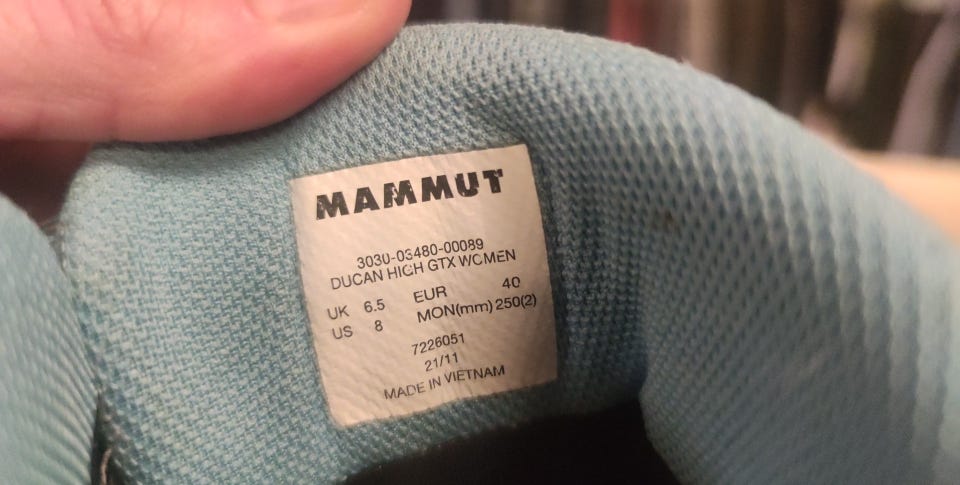 MAMMUT
3030-03480-00089
DUCAN HIGH GTX WOMEN
UK 6.5 EUR 40
US 8 MON(mm) 250(2)
7226051
21/11
MADE IN VIETNAM